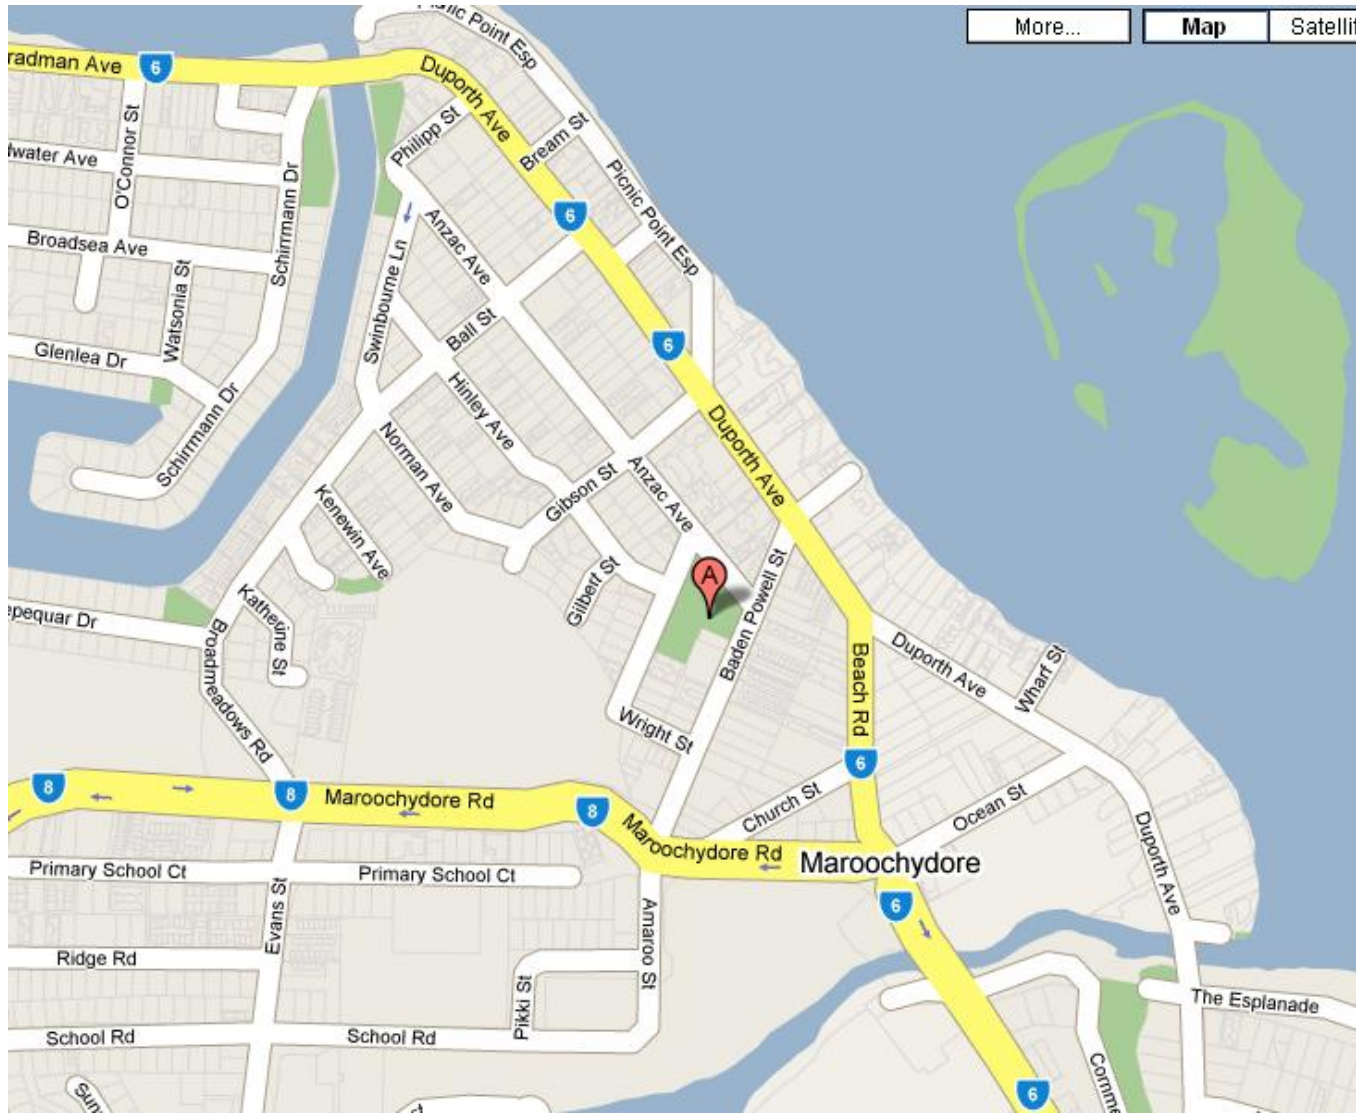 Picnic Point Esp
More...
Map
Satellit
radman Ave
6
Duporth Ave
O'Connor St
Philipp St
Bream St
dwater Ave
Schirrmann Dr
Picnic Point Esp
6
Anzac Ave
Broadsea Ave
Swinbourne Ln
Watsonia St
Ball St
6
Glenlea Dr
Hinley Ave
Schirrmann Dr
Duporth Ave
Norman Ave
Anzac Ave
Gibson St
Kenewin Ave
A
Gilbert St
Baden Powell St
Katherine St
epequar Dr
Broadmeadows Rd
Beach Rd
Duporth Ave
Wharf St
Wright St
6
8
8
Maroochydore Rd
8
Maroochydore Rd
Church St
Ocean St
Duporth Ave
Maroochydore
Primary School Ct
Primary School Ct
6
Evans St
Amaroo St
Ridge Rd
Pikki St
The Esplanade
School Rd
School Rd
6
Cornme
Sun
ct